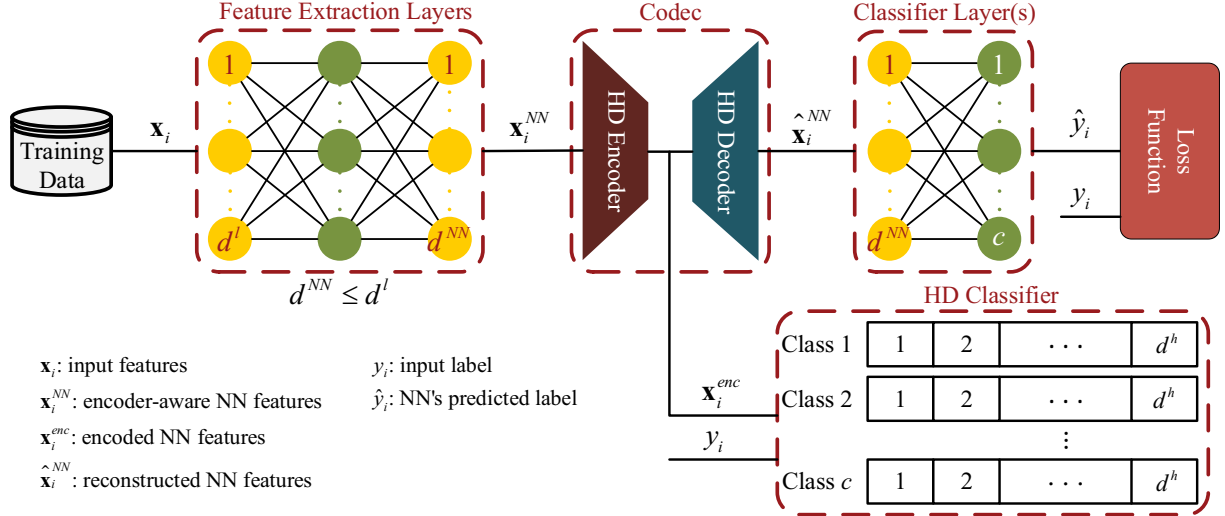 Feature Extraction Layers
Codec
Classifier Layer(s)
Training
Data
x_i
1
1
d^l
d^{NN}
d^{NN} ≤ d^l
x_i^{NN}
HD Encoder
HD Decoder
x̂_i^{NN}
1
1
d^{NN}
c
ŷ_i
y_i
Loss
Function
x_i^{enc}
y_i
HD Classifier
Class 1 1 2 ··· d^h
Class 2 1 2 ··· d^h
⋮
Class c 1 2 ··· d^h
x_i: input features
x_i^{NN}: encoder-aware NN features
x_i^{enc}: encoded NN features
x̂_i^{NN}: reconstructed NN features
y_i: input label
ŷ_i: NN's predicted label